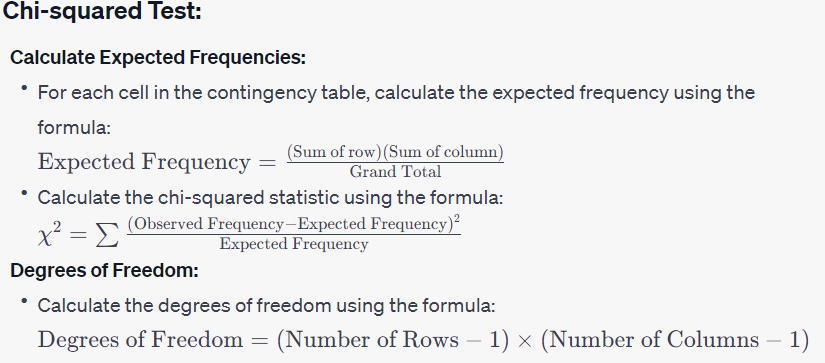 Chi-squared Test:
Calculate Expected Frequencies:
• For each cell in the contingency table, calculate the expected frequency using the
formula:
Expected Frequency = (Sum of row)(Sum of column) / Grand Total
• Calculate the chi-squared statistic using the formula:
χ² = ∑ (Observed Frequency−Expected Frequency)² / Expected Frequency
Degrees of Freedom:
• Calculate the degrees of freedom using the formula:
Degrees of Freedom = (Number of Rows − 1) × (Number of Columns − 1)